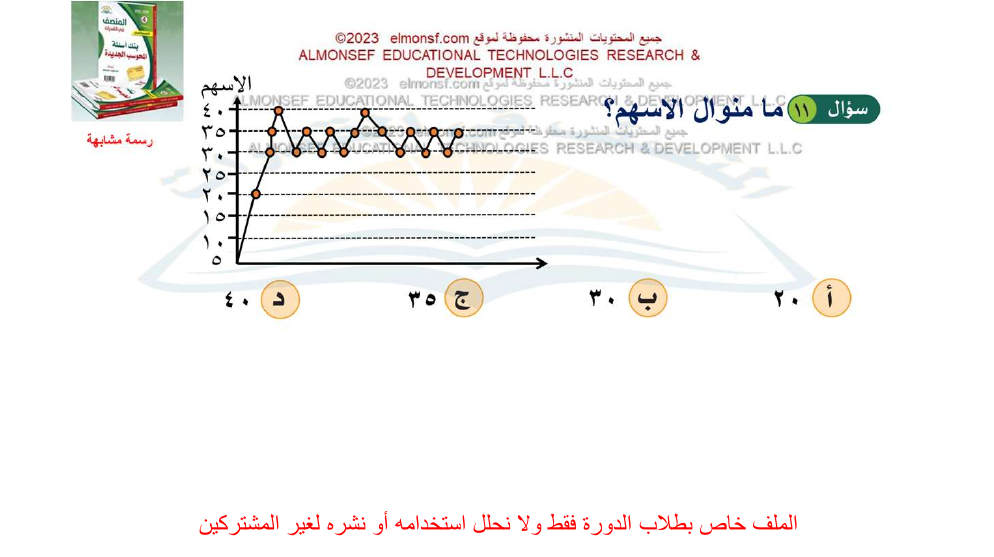 جميع المحتويات المنشورة محفوظة لموقع elmonsf.com ©2023
ALMONSEF EDUCATIONAL TECHNOLOGIES RESEARCH &
DEVELOPMENT L.L.C
جميع المحتويات المنشورة محفوظة لموقع elmonsf.com ©2023
ALMONSEF EDUCATIONAL TECHNOLOGIES RESEARCH & DEVELOPMENT L.L.C
جميع المحتويات المنشورة محفوظة لموقع elmonsf.com ©2023
ALMONSEF EDUCATIONAL TECHNOLOGIES RESEARCH & DEVELOPMENT L.L.C
المنصف
في القدرات
بنك أسئلة
المحوسب الجديدة
رسمة مشابهة
سؤال ١١ ما منوال الاسهم؟
الاسهم
٤٠
٣٥
٣٠
٢٥
٢٠
١٥
١٠
٥
أ ٢٠
ب ٣٠
ج ٣٥
د ٤٠
الملف خاص بطلاب الدورة فقط ولا نحلل استخدامه أو نشره لغير المشتركين